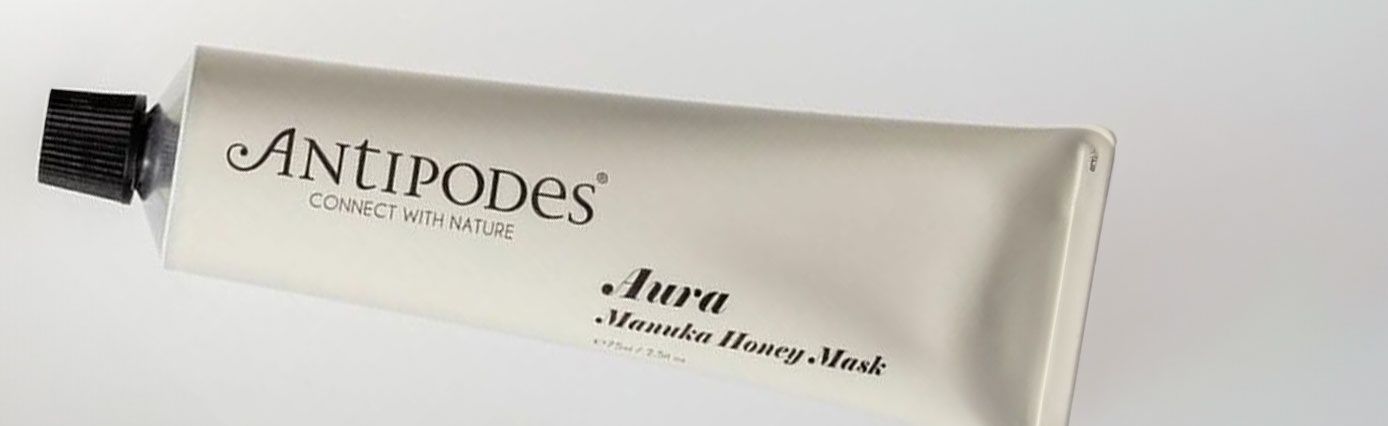 ANtIPODes®
CONNECT WITH NATURE
Aura
Manuka Honey Mask